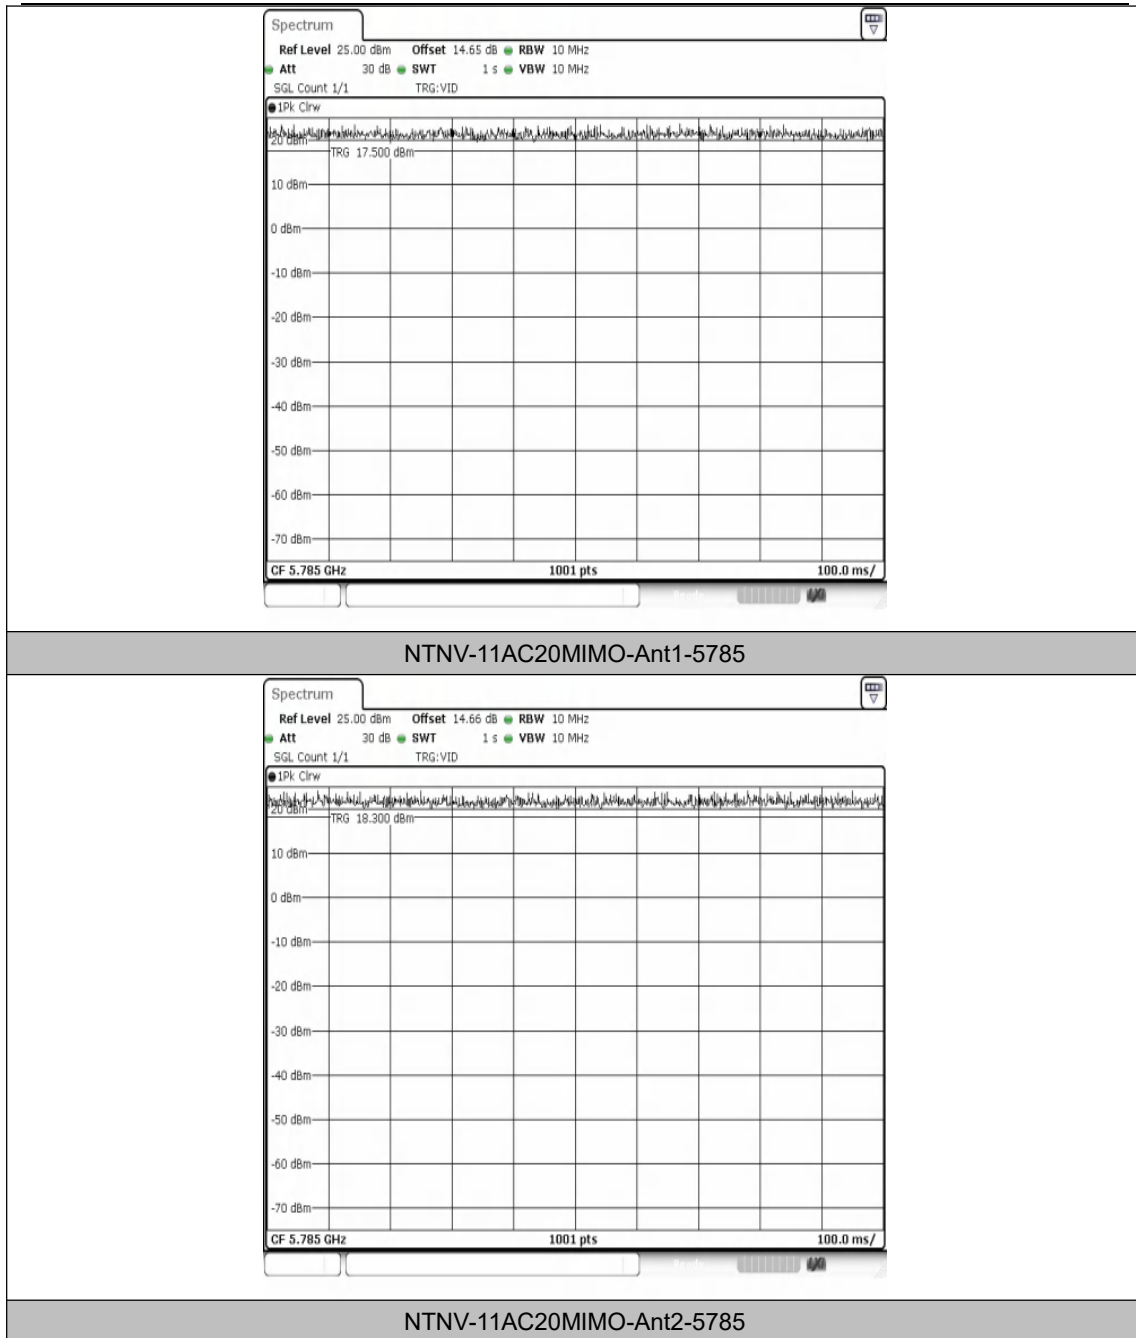 Spectrum
Ref Level 25.00 dBm Offset 14.65 dB RBW 10 MHz
Att 30 dB SWT 1 s VBW 10 MHz
SGL Count 1/1 TRG:VID
1Pk Clrw
20 dBm
TRG 17.500 dBm
10 dBm
0 dBm
-10 dBm
-20 dBm
-30 dBm
-40 dBm
-50 dBm
-60 dBm
-70 dBm
CF 5.785 GHz 1001 pts 100.0 ms/
NTNV-11AC20MIMO-Ant1-5785
Spectrum
Ref Level 25.00 dBm Offset 14.66 dB RBW 10 MHz
Att 30 dB SWT 1 s VBW 10 MHz
SGL Count 1/1 TRG:VID
1Pk Clrw
20 dBm
TRG 18.300 dBm
10 dBm
0 dBm
-10 dBm
-20 dBm
-30 dBm
-40 dBm
-50 dBm
-60 dBm
-70 dBm
CF 5.785 GHz 1001 pts 100.0 ms/
NTNV-11AC20MIMO-Ant2-5785